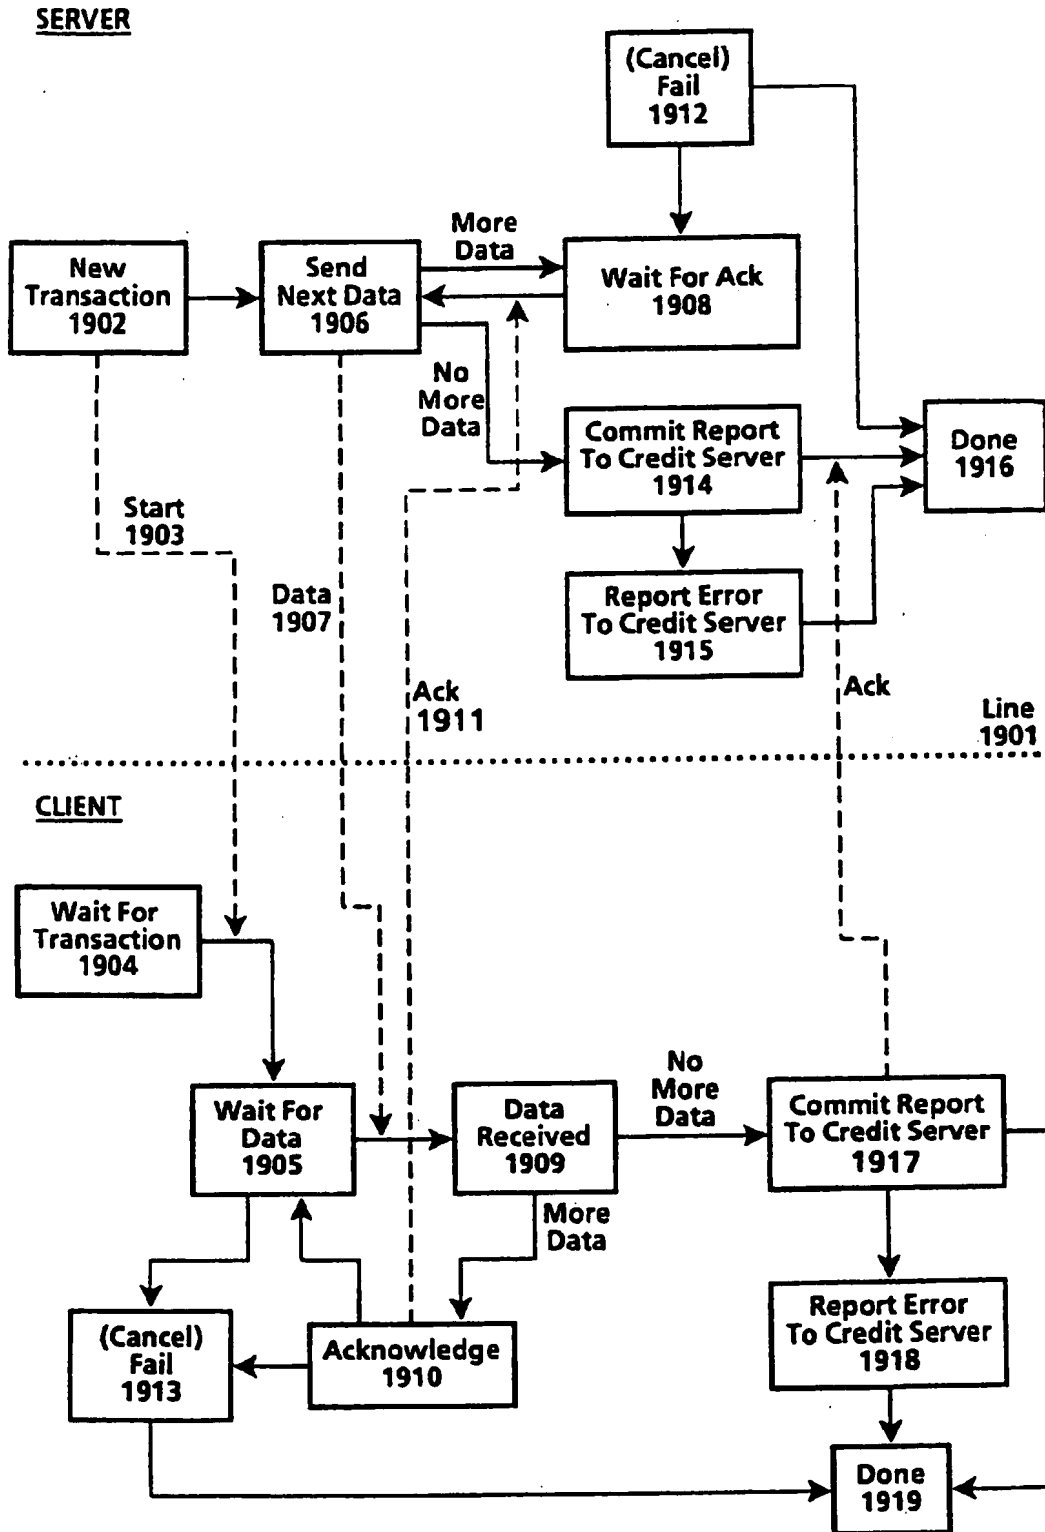 SERVER
(Cancel)
Fail
1912
New
Transaction
1902
Send
Next Data
1906
More
Data
Wait For Ack
1908
No
More
Data
Commit Report
To Credit Server
1914
Done
1916
Start
1903
Data
1907
Report Error
To Credit Server
1915
Ack
1911
Ack
Line
1901
CLIENT
Wait For
Transaction
1904
Wait For
Data
1905
Data
Received
1909
No
More
Data
Commit Report
To Credit Server
1917
More
Data
(Cancel)
Fail
1913
Acknowledge
1910
Report Error
To Credit Server
1918
Done
1919